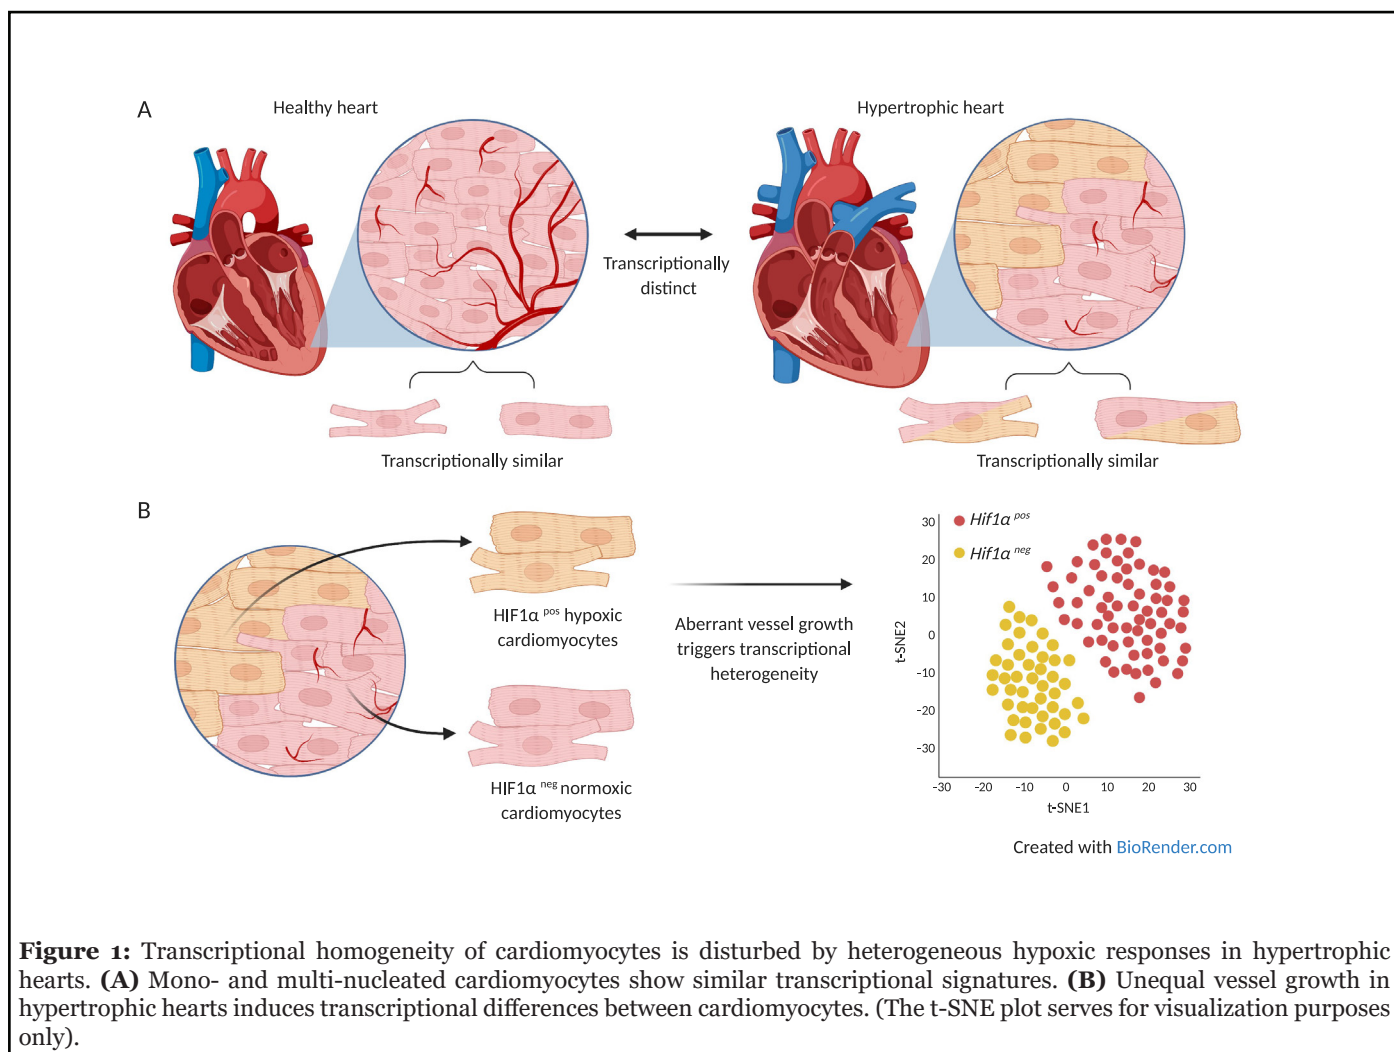 A
Healthy heart
Hypertrophic heart
Transcriptionally
distinct
Transcriptionally similar
Transcriptionally similar
B
HIF1α pos hypoxic
cardiomyocytes
HIF1α neg normoxic
cardiomyocytes
Aberrant vessel growth
triggers transcriptional
heterogeneity
Hif1α pos
Hif1α neg
t-SNE2
30
20
10
0
-10
-20
-30
-30 -20 -10 0 10 20 30
t-SNE1
Created with BioRender.com
Figure 1: Transcriptional homogeneity of cardiomyocytes is disturbed by heterogeneous hypoxic responses in hypertrophic
hearts. (A) Mono- and multi-nucleated cardiomyocytes show similar transcriptional signatures. (B) Unequal vessel growth in
hypertrophic hearts induces transcriptional differences between cardiomyocytes. (The t-SNE plot serves for visualization purposes
only).